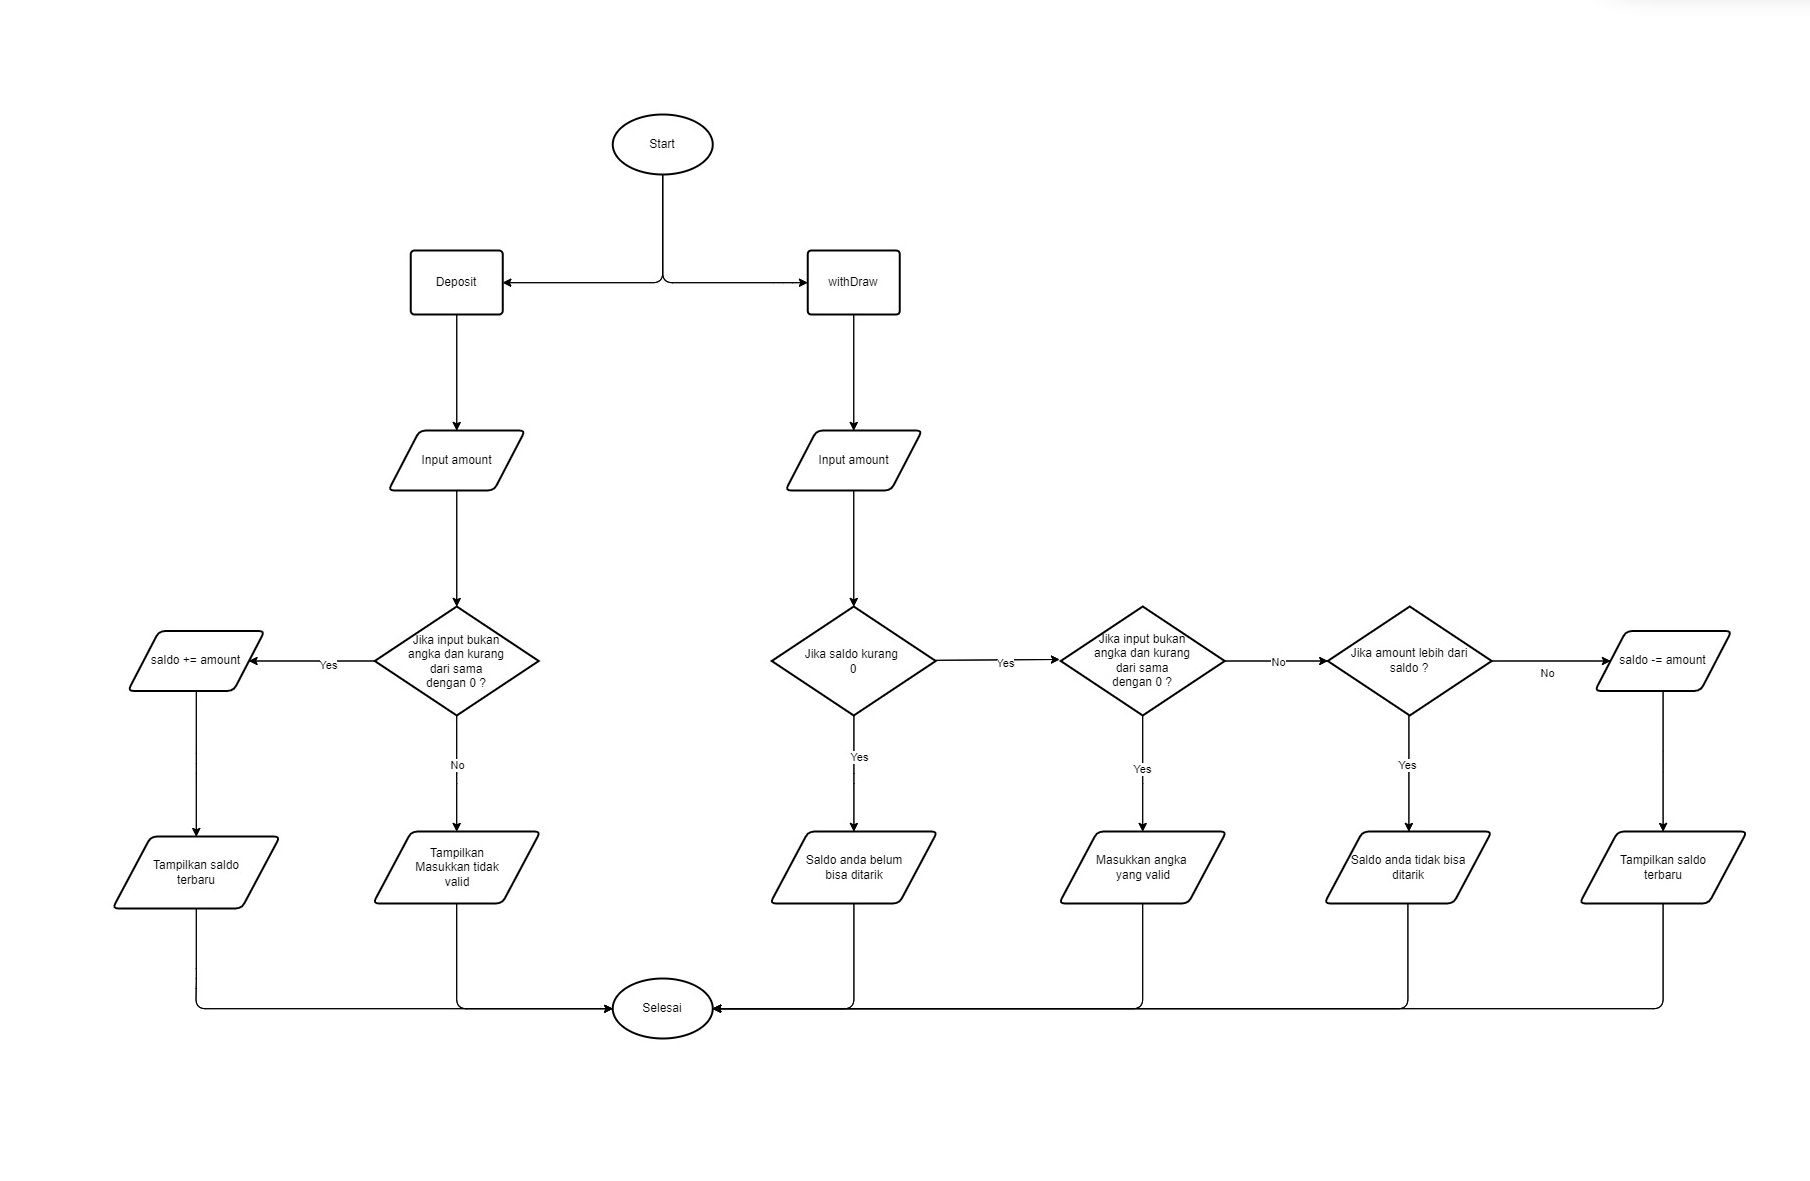 Start
Deposit
withDraw
Input amount
Input amount
saldo += amount
Yes
Jika input bukan
angka dan kurang
dari sama
dengan 0 ?
Jika saldo kurang
0
Yes
Jika input bukan
angka dan kurang
dari sama
dengan 0 ?
No
Jika amount lebih dari
saldo ?
No
saldo -= amount
No
Yes
Yes
Yes
Tampilkan saldo
terbaru
Tampilkan
Masukkan tidak
valid
Saldo anda belum
bisa ditarik
Masukkan angka
yang valid
Saldo anda tidak bisa
ditarik
Tampilkan saldo
terbaru
Selesai